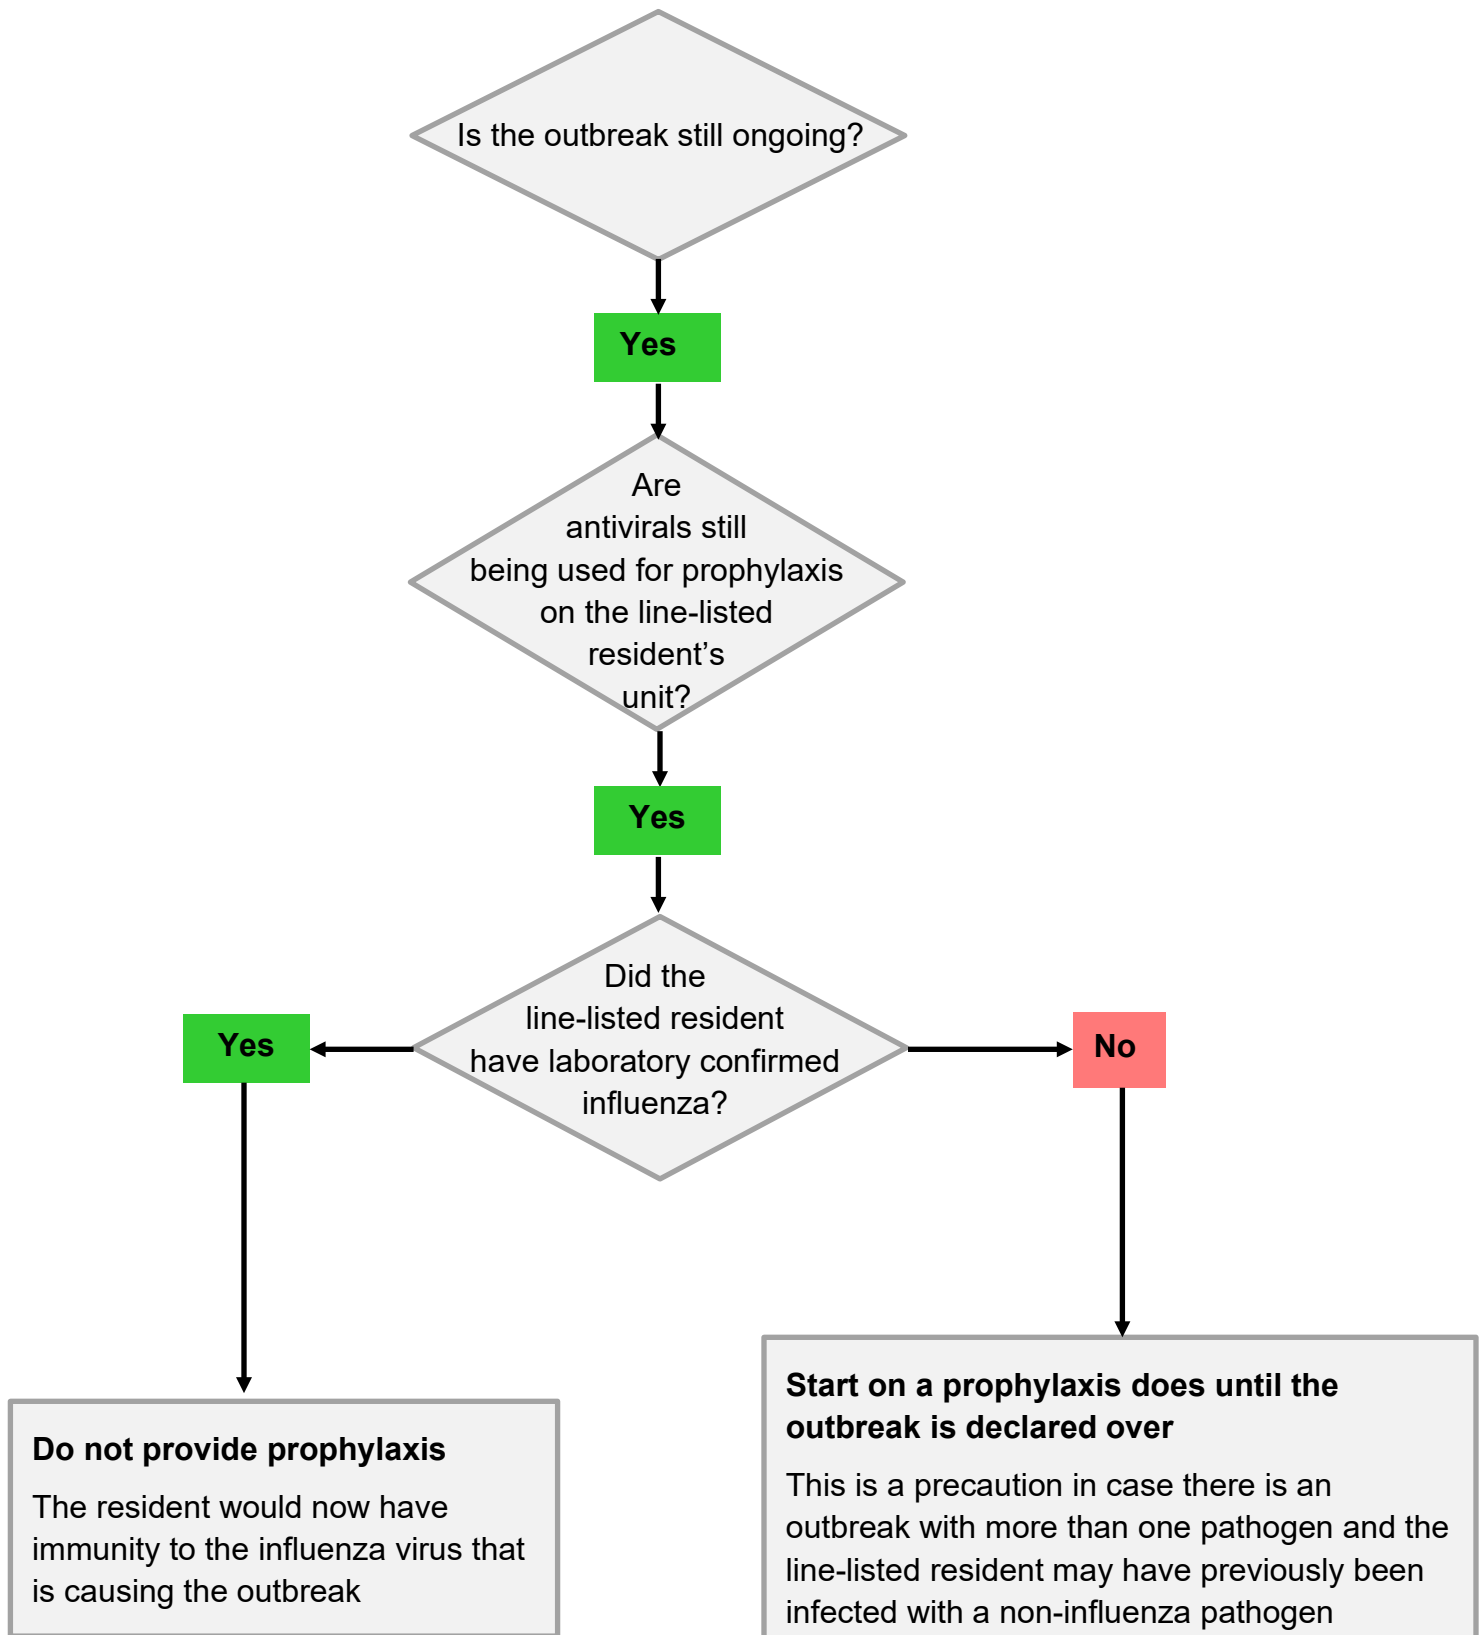 Is the outbreak still ongoing?
Yes
Are
antivirals still
being used for prophylaxis
on the line-listed
resident’s
unit?
Yes
Did the
line-listed resident
have laboratory confirmed
influenza?
Yes
No
Do not provide prophylaxis
The resident would now have
immunity to the influenza virus that
is causing the outbreak
Start on a prophylaxis does until the
outbreak is declared over
This is a precaution in case there is an
outbreak with more than one pathogen and the
line-listed resident may have previously been
infected with a non-influenza pathogen